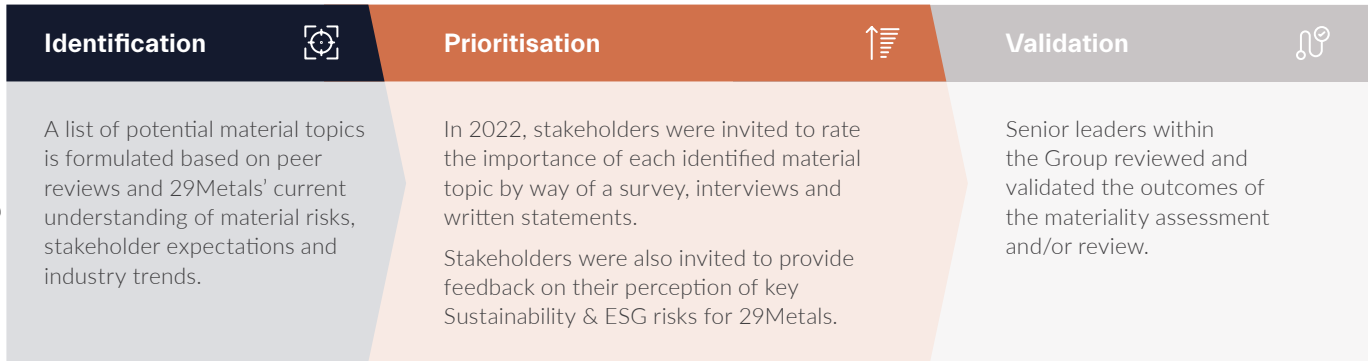 Identification
A list of potential material topics
is formulated based on peer
reviews and 29Metals’ current
understanding of material risks,
stakeholder expectations and
industry trends.
Prioritisation
In 2022, stakeholders were invited to rate
the importance of each identified material
topic by way of a survey, interviews and
written statements.
Stakeholders were also invited to provide
feedback on their perception of key
Sustainability & ESG risks for 29Metals.
Validation
Senior leaders within
the Group reviewed and
validated the outcomes of
the materiality assessment
and/or review.